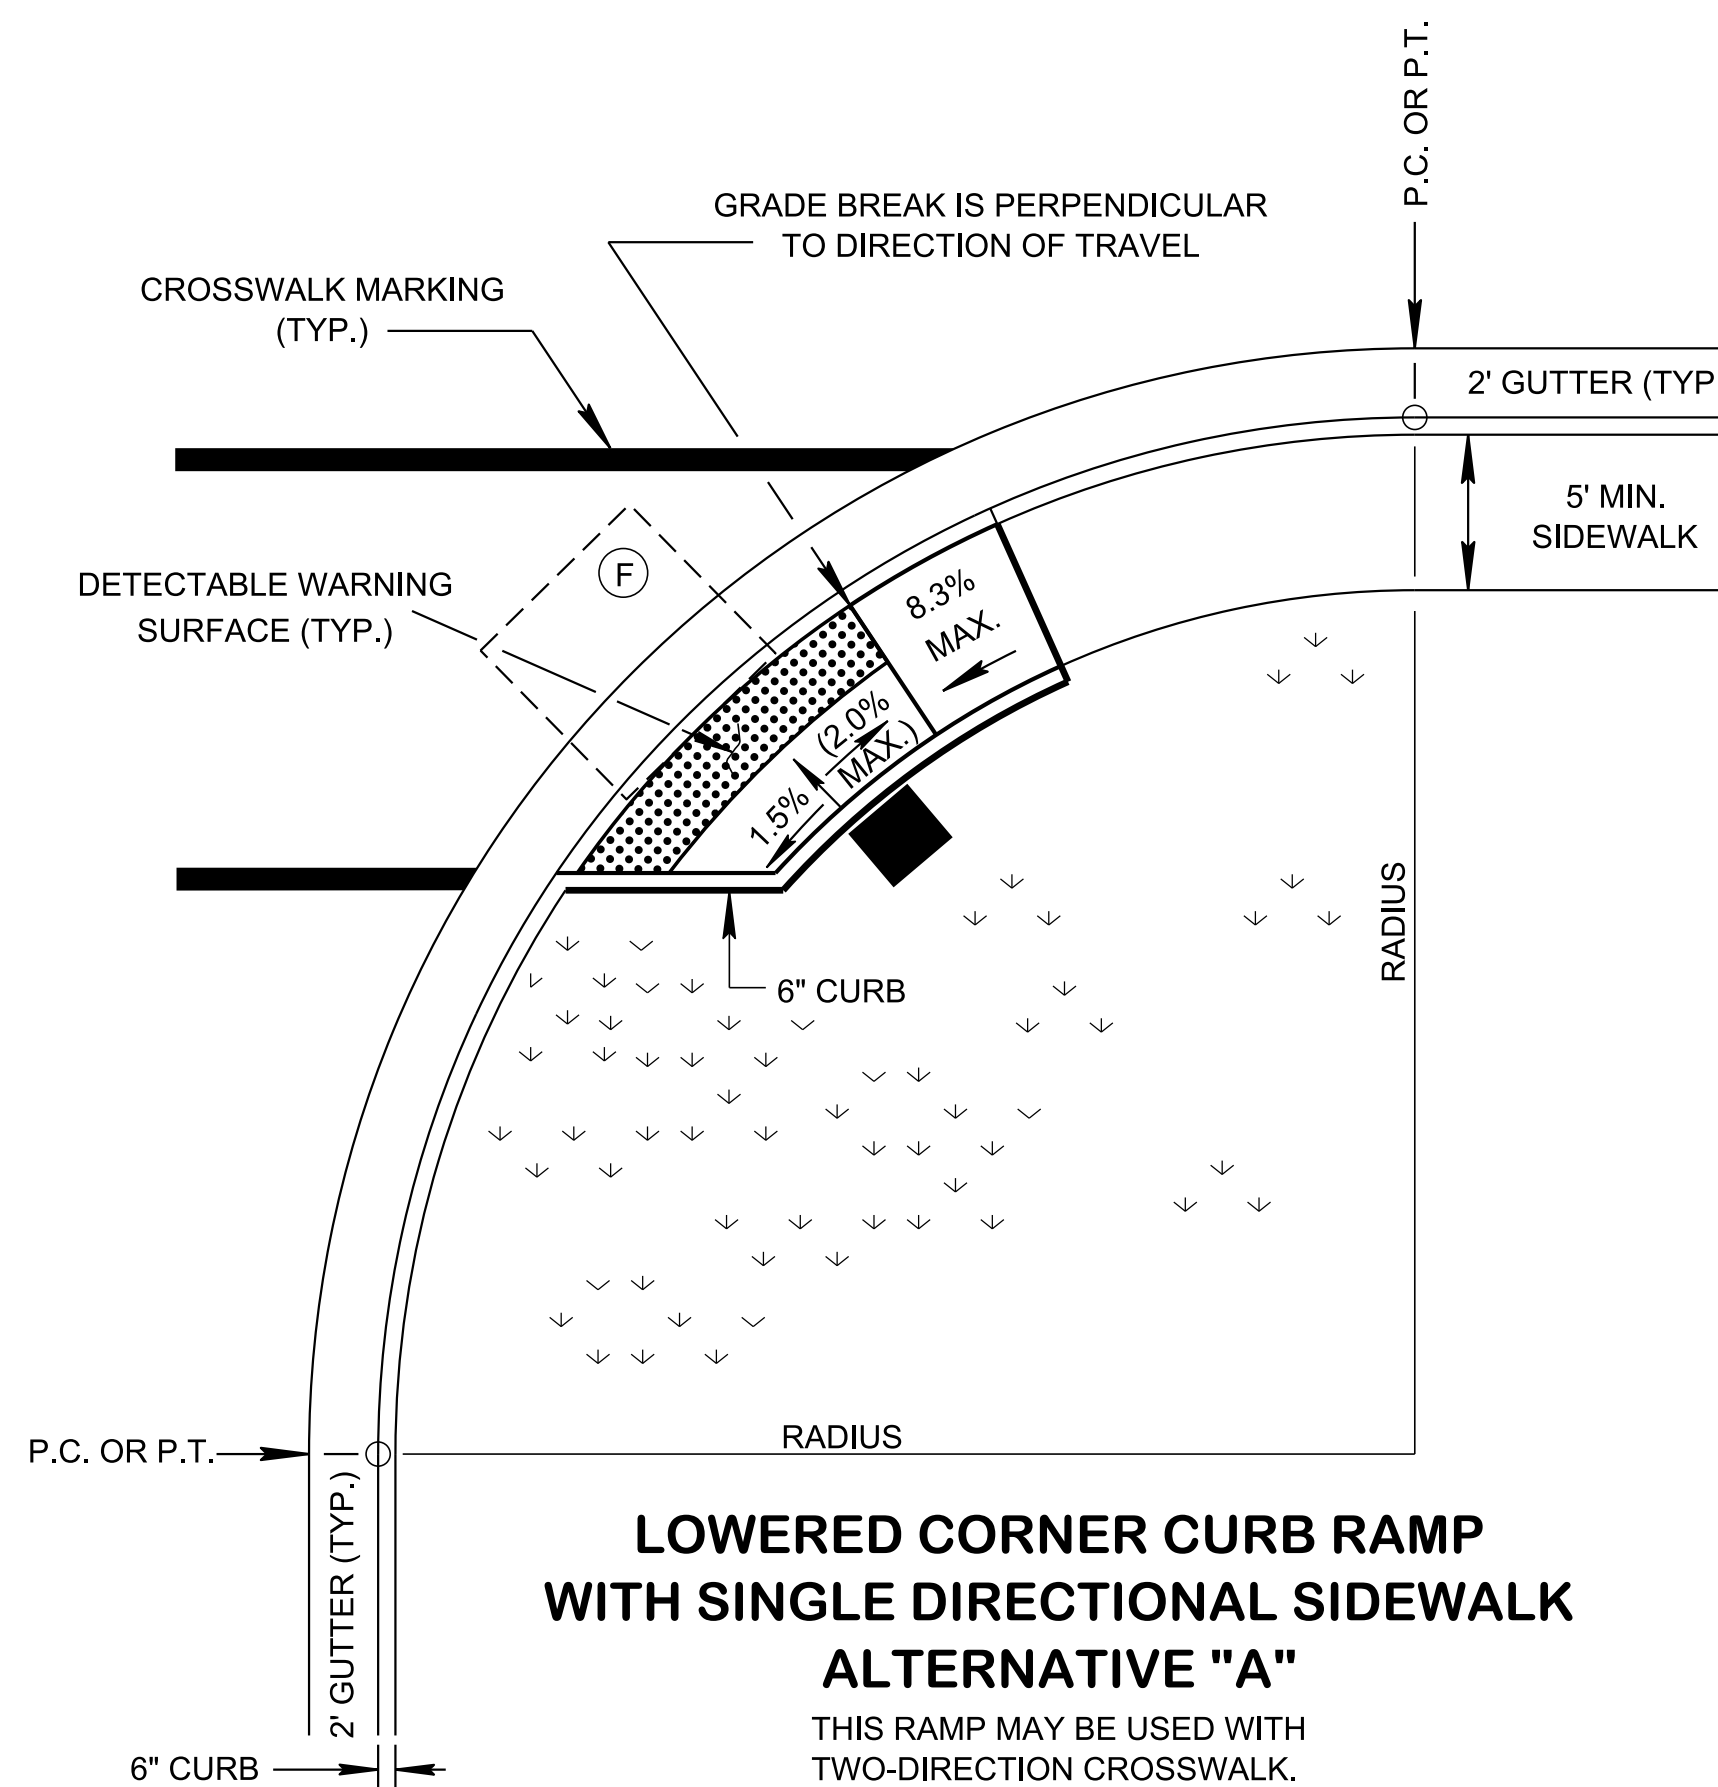 P.C. OR P.T.
GRADE BREAK IS PERPENDICULAR
TO DIRECTION OF TRAVEL
CROSSWALK MARKING
(TYP.)
2' GUTTER (TYP
5' MIN.
SIDEWALK
F
DETECTABLE WARNING
SURFACE (TYP.)
8.3%
MAX.
1.5% (2.0%
MAX.)
RADIUS
6" CURB
P.C. OR P.T.
RADIUS
2' GUTTER (TYP.)
LOWERED CORNER CURB RAMP
WITH SINGLE DIRECTIONAL SIDEWALK
ALTERNATIVE "A"
THIS RAMP MAY BE USED WITH
TWO-DIRECTION CROSSWALK.
6" CURB